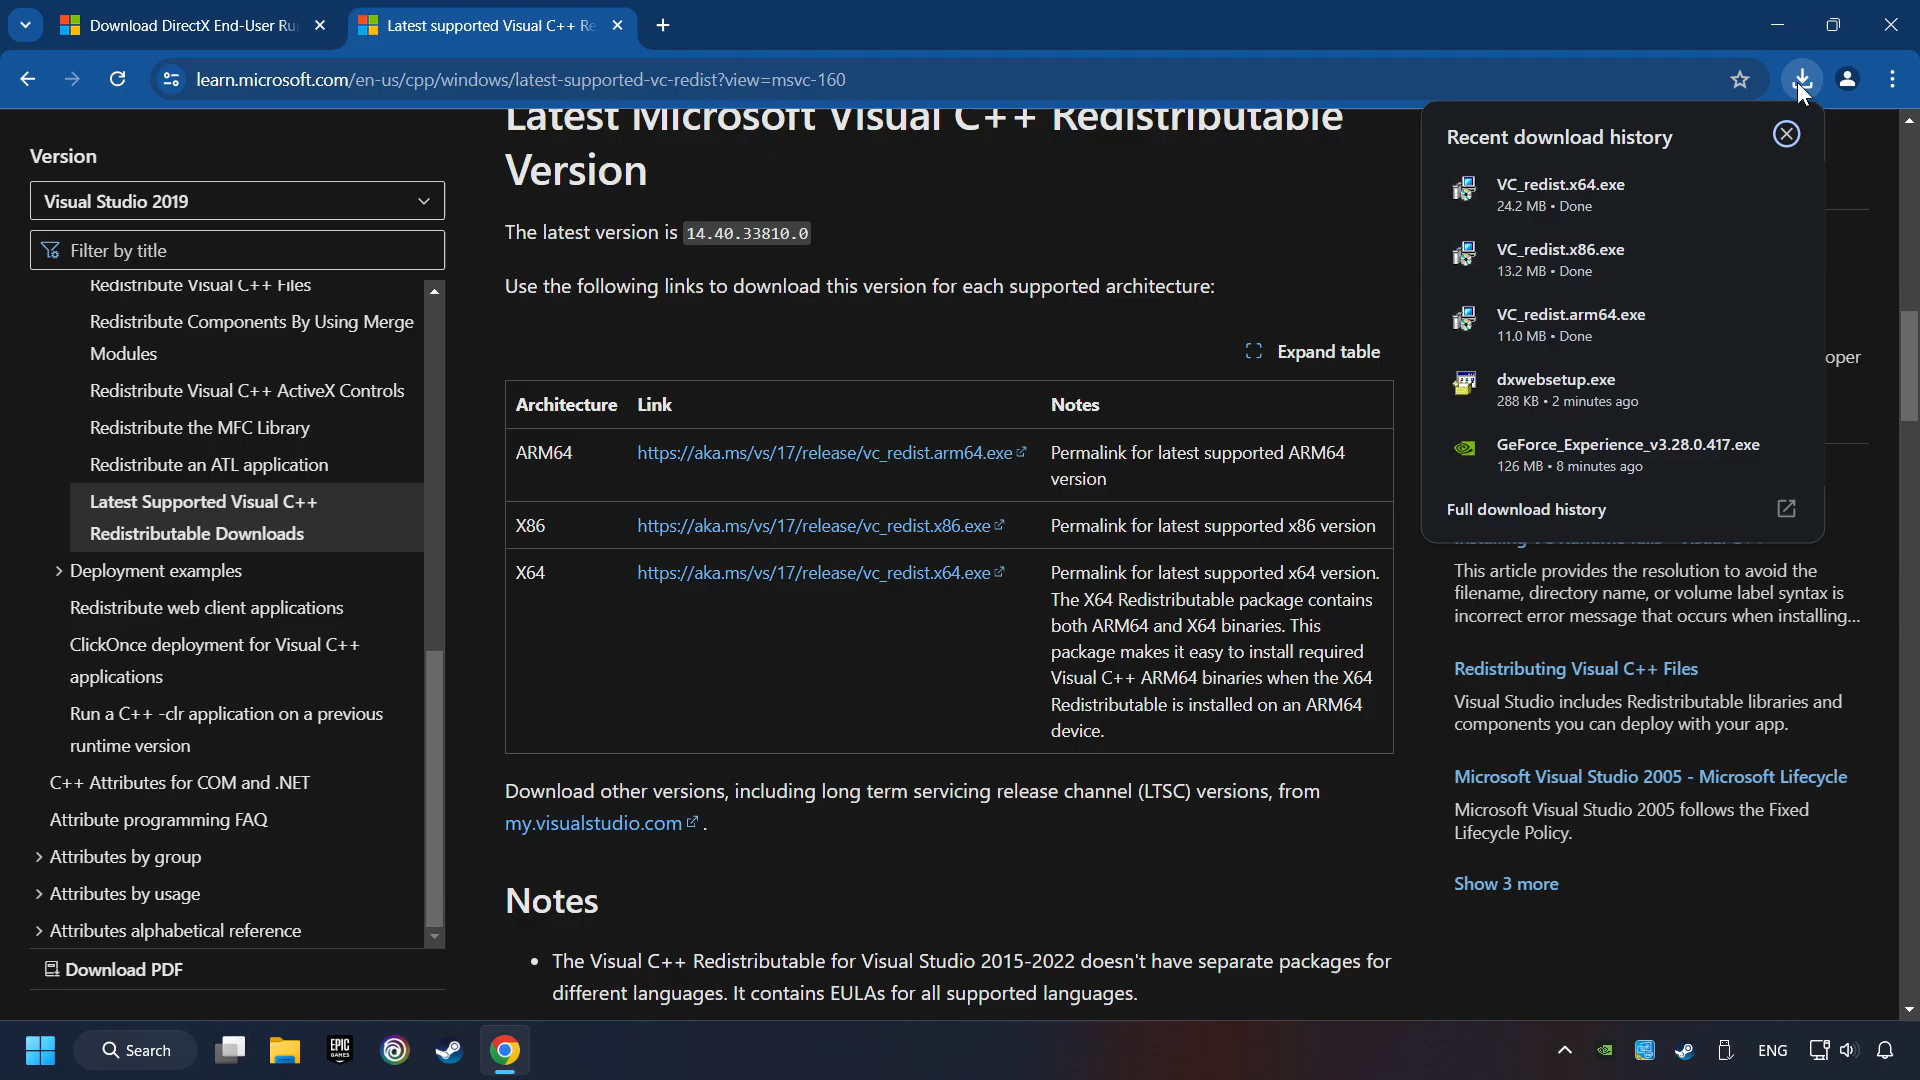 Download DirectX End-User Ru
Latest supported Visual C++ Re
learn.microsoft.com/en-us/cpp/windows/latest-supported-vc-redist?view=msvc-160
Version
Visual Studio 2019
Filter by title
Redistribute Visual C++ Files
Redistribute Components By Using Merge
Modules
Redistribute Visual C++ ActiveX Controls
Redistribute the MFC Library
Redistribute an ATL application
Latest Supported Visual C++
Redistributable Downloads
Deployment examples
Redistribute web client applications
ClickOnce deployment for Visual C++
applications
Run a C++ -clr application on a previous
runtime version
C++ Attributes for COM and .NET
Attribute programming FAQ
Attributes by group
Attributes by usage
Attributes alphabetical reference
Download PDF
Latest Microsoft Visual C++ Redistributable
Version
The latest version is 14.40.33810.0
Use the following links to download this version for each supported architecture:
Expand table
Architecture Link Notes
ARM64 https://aka.ms/vs/17/release/vc_redist.arm64.exe Permalink for latest supported ARM64
version
X86 https://aka.ms/vs/17/release/vc_redist.x86.exe Permalink for latest supported x86 version
X64 https://aka.ms/vs/17/release/vc_redist.x64.exe Permalink for latest supported x64 version.
The X64 Redistributable package contains
both ARM64 and X64 binaries. This
package makes it easy to install required
Visual C++ ARM64 binaries when the X64
Redistributable is installed on an ARM64
device.
Download other versions, including long term servicing release channel (LTSC) versions, from
my.visualstudio.com .
Notes
• The Visual C++ Redistributable for Visual Studio 2015-2022 doesn't have separate packages for
different languages. It contains EULAs for all supported languages.
Recent download history
VC_redist.x64.exe
24.2 MB • Done
VC_redist.x86.exe
13.2 MB • Done
VC_redist.arm64.exe
11.0 MB • Done
dxwebsetup.exe
288 KB • 2 minutes ago
GeForce_Experience_v3.28.0.417.exe
126 MB • 8 minutes ago
Full download history
oper
This article provides the resolution to avoid the
filename, directory name, or volume label syntax is
incorrect error message that occurs when installing...
Redistributing Visual C++ Files
Visual Studio includes Redistributable libraries and
components you can deploy with your app.
Microsoft Visual Studio 2005 - Microsoft Lifecycle
Microsoft Visual Studio 2005 follows the Fixed
Lifecycle Policy.
Show 3 more
Search
EPIC
GAMES
ENG